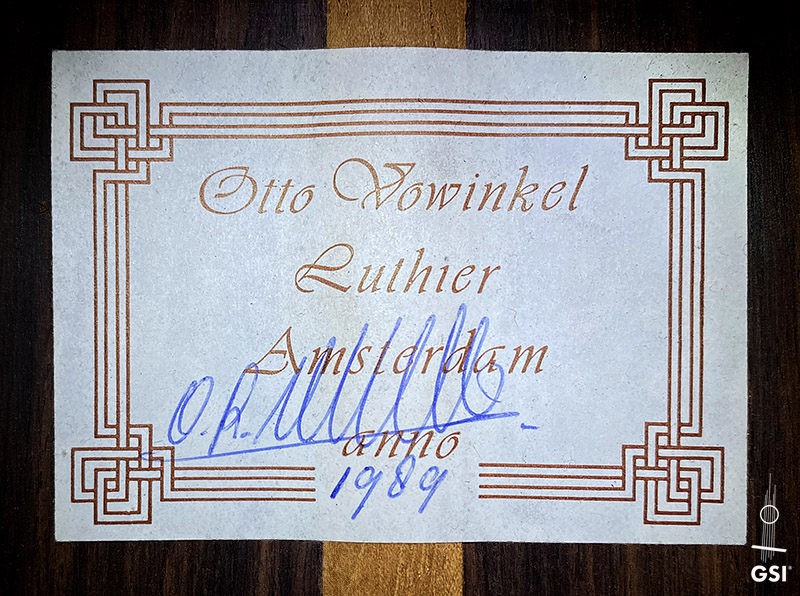 Otto Vowinkel
Luthier
Amsterdam
anno
1989
GSI®